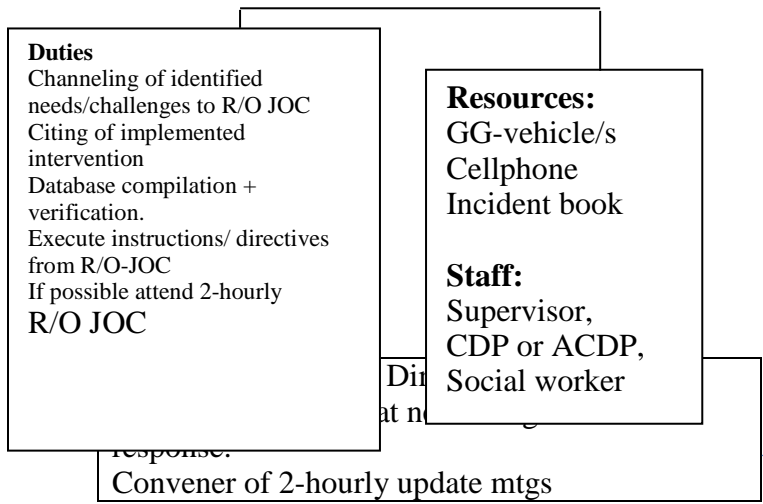 Duties
Channeling of identified
needs/challenges to R/O JOC
Citing of implemented
intervention
Database compilation +
verification.
Execute instructions/ directives
from R/O-JOC
If possible attend 2-hourly
R/O JOC
Resources:
GG-vehicle/s
Cellphone
Incident book
Staff:
Supervisor,
CDP or ACDP,
Social worker
response.
Convener of 2-hourly update mtgs